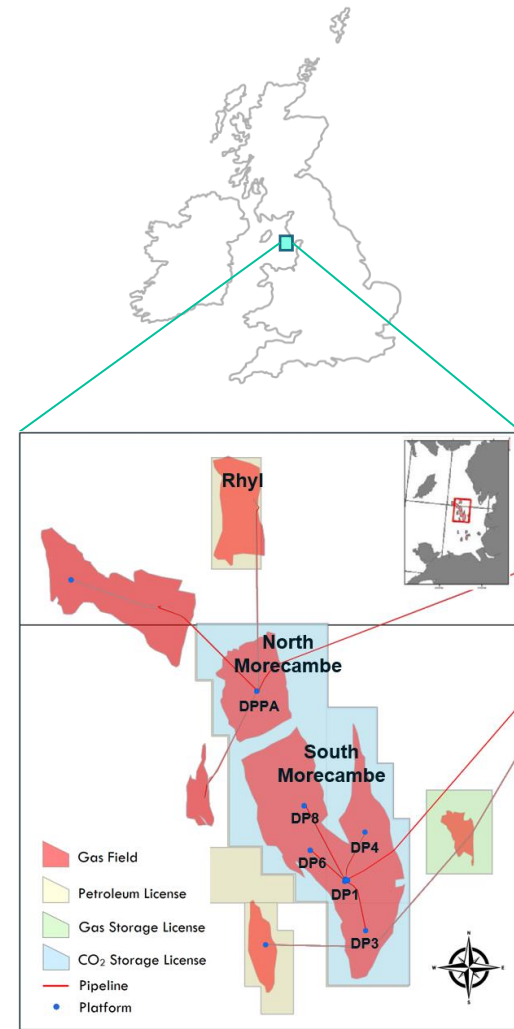 Rhyl
North
Morecambe
DPPA
South
Morecambe
DP8
DP4
DP6
DP1
DP3
Gas Field
Petroleum License
Gas Storage License
CO₂ Storage License
Pipeline
Platform
N
W
E
S